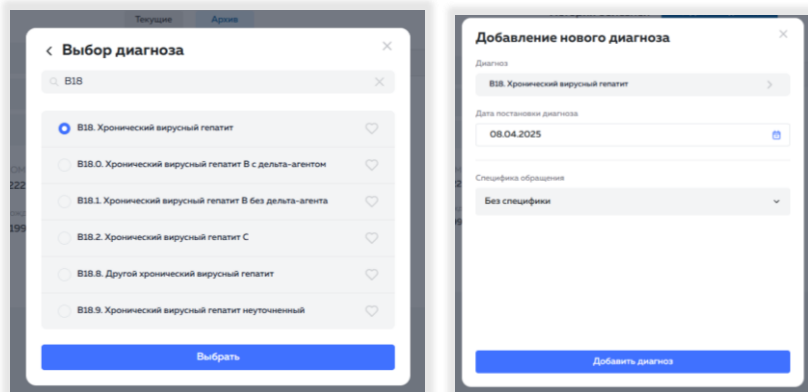 Текущие Архив
Выбор диагноза
B18
B18. Хронический вирусный гепатит
B18.0. Хронический вирусный гепатит B с дельта-агентом
B18.1. Хронический вирусный гепатит B без дельта-агента
B18.2. Хронический вирусный гепатит C
B18.8. Другой хронический вирусный гепатит
B18.9. Хронический вирусный гепатит неуточненный
Выбрать
222
199
Добавление нового диагноза
Диагноз
B18. Хронический вирусный гепатит
Дата постановки диагноза
08.04.2025
Специфика обращения
Без специфики
Добавить диагноз